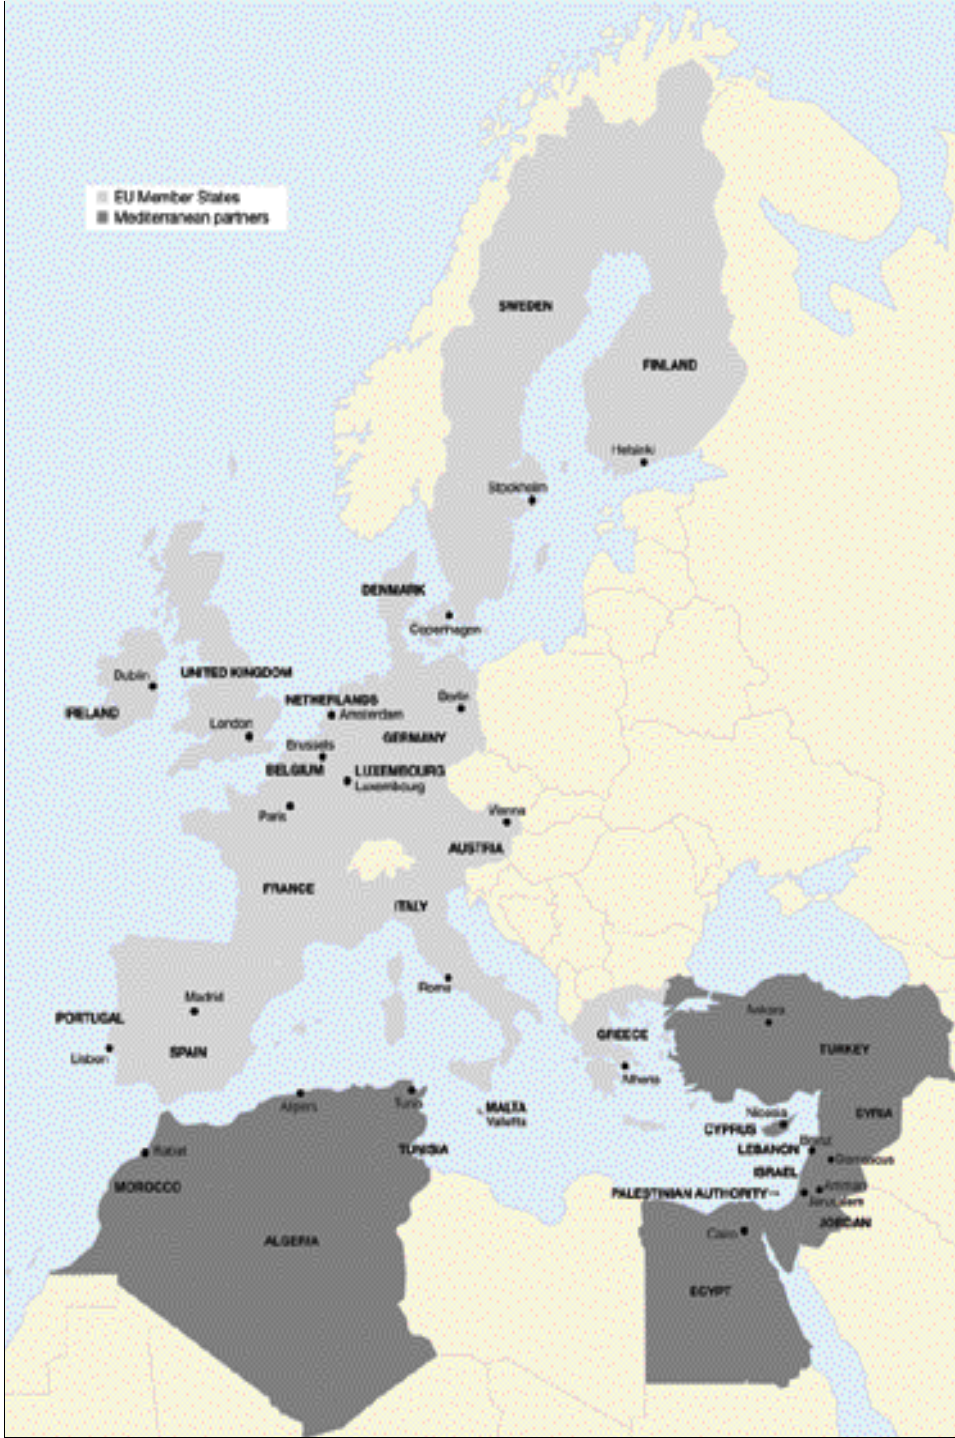 EU Member States
Mediterranean partners
SWEDEN
FINLAND
Helsinki
Stockholm
DENMARK
Copenhagen
Dublin
UNITED KINGDOM
IRELAND
NETHERLANDS
Amsterdam
Berlin
London
GERMANY
Brussels
BELGIUM
LUXEMBOURG
Luxembourg
Paris
Vienna
AUSTRIA
FRANCE
ITALY
Rome
Madrid
PORTUGAL
SPAIN
Lisbon
Ankara
GREECE
TURKEY
Athens
Algiers
Tunis
MALTA
Valletta
Nicosia
CYPRUS
SYRIA
Beirut
LEBANON
Damascus
Rabat
TUNISIA
ISRAEL
MOROCCO
PALESTINIAN AUTHORITY
Amman
Jerusalem
JORDAN
Cairo
ALGERIA
EGYPT